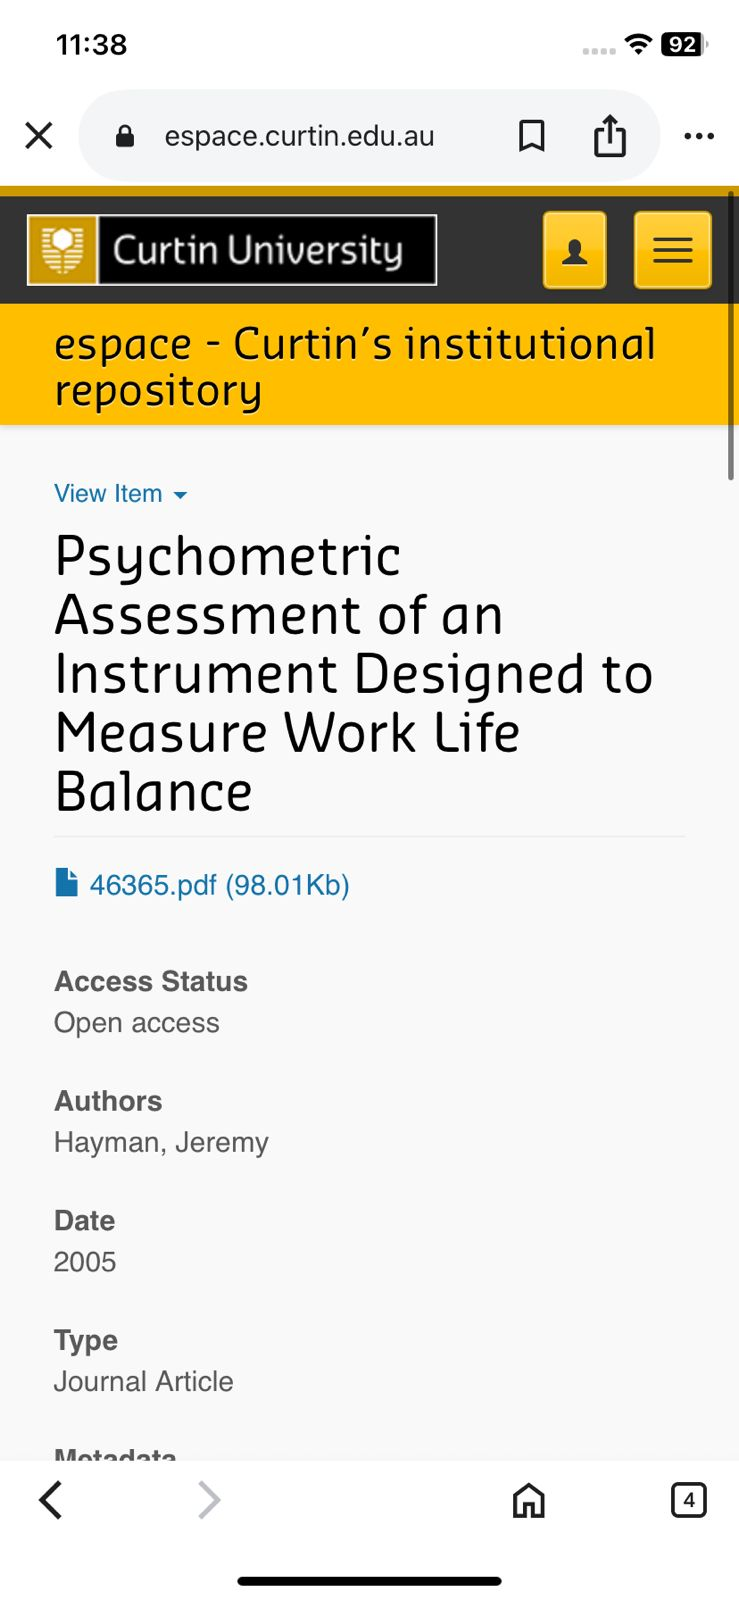 11:38
92
espace.curtin.edu.au
Curtin University
espace - Curtin's institutional
repository
View Item
Psychometric
Assessment of an
Instrument Designed to
Measure Work Life
Balance
46365.pdf (98.01Kb)
Access Status
Open access
Authors
Hayman, Jeremy
Date
2005
Type
Journal Article
Metadata
4